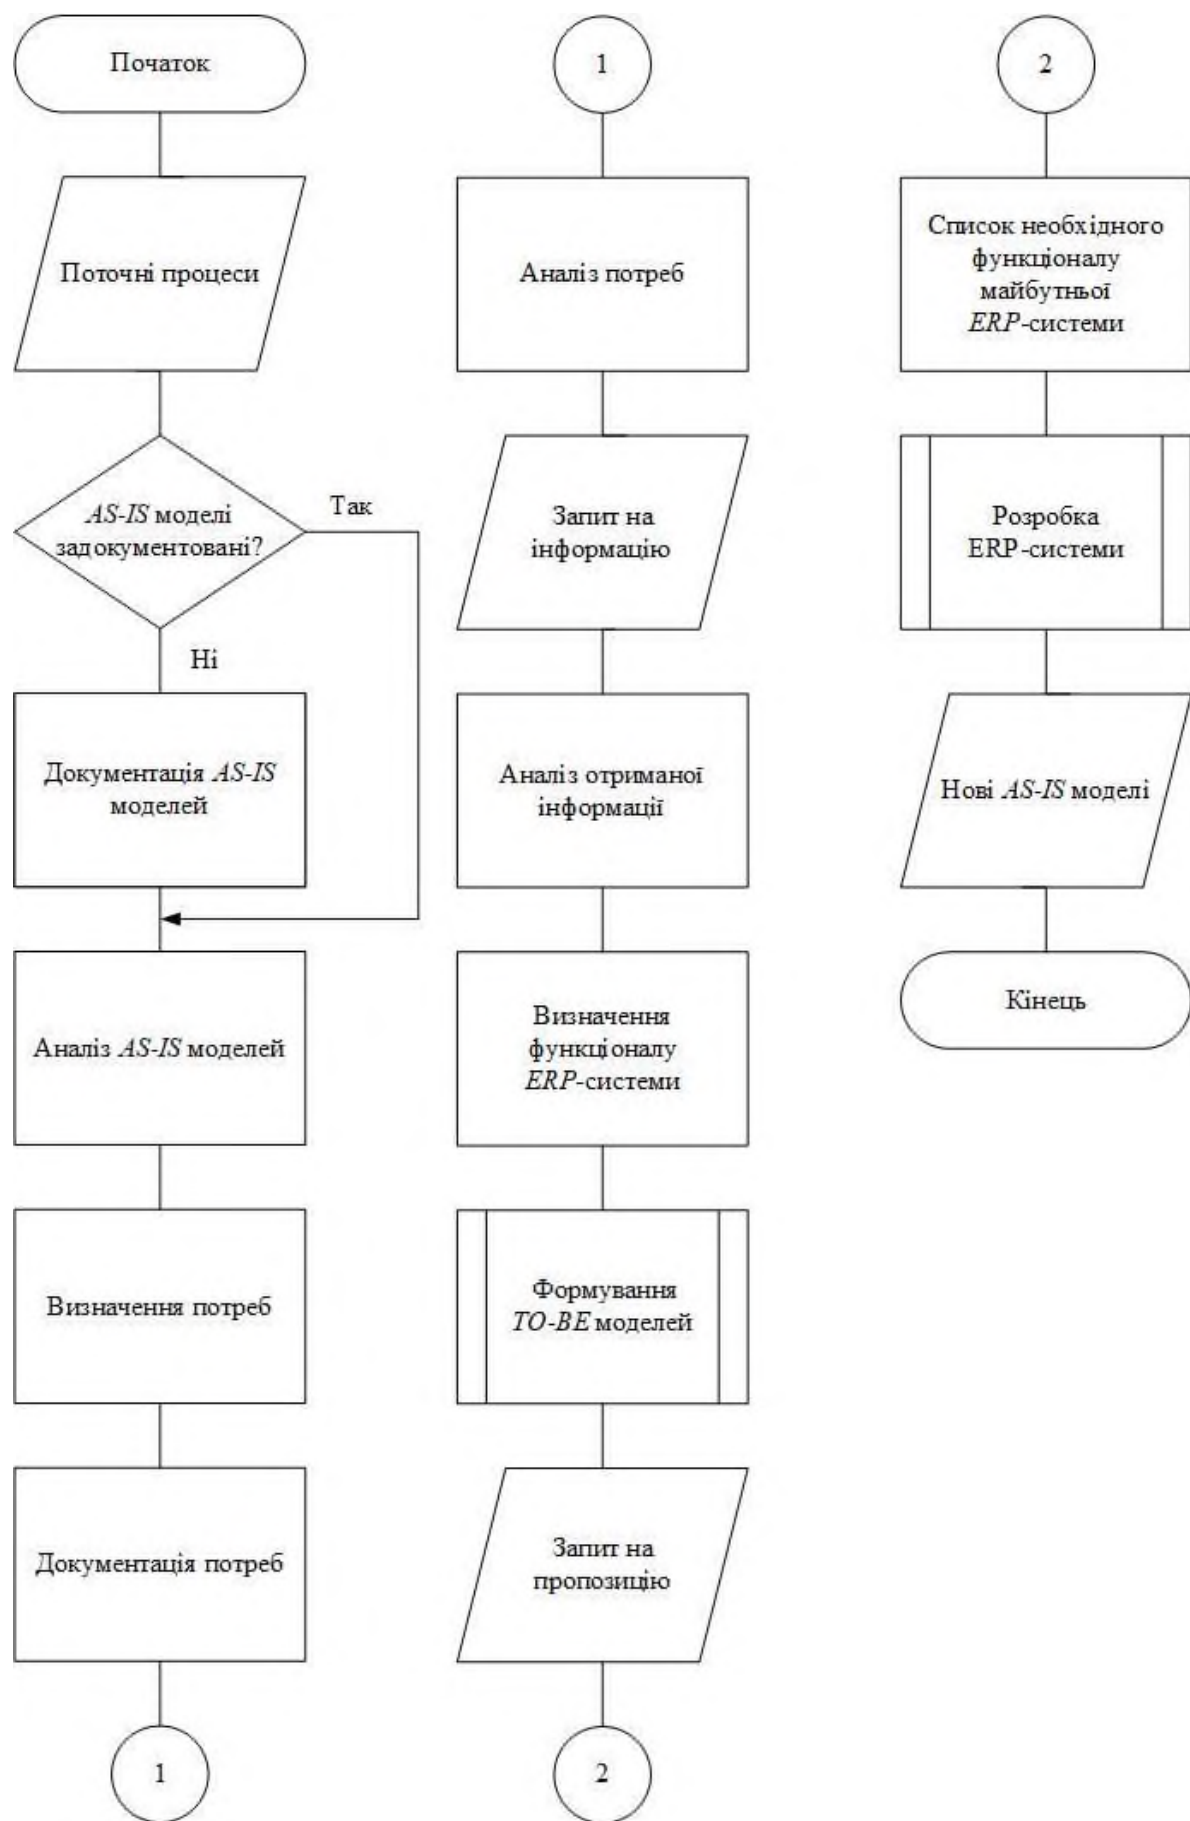 Початок
Поточні процеси
AS-IS моделі
задокументовані?
Так
Ні
Документація AS-IS
моделей
Аналіз AS-IS моделей
Визначення потреб
Документація потреб
1
1
Аналіз потреб
Запит на
інформацію
Аналіз отриманої
інформації
Визначення
функціоналу
ERP-системи
Формування
TO-BE моделей
Запит на
пропозицію
2
2
Список необхідного
функціоналу
майбутньої
ERP-системи
Розробка
ERP-системи
Нові AS-IS моделі
Кінець